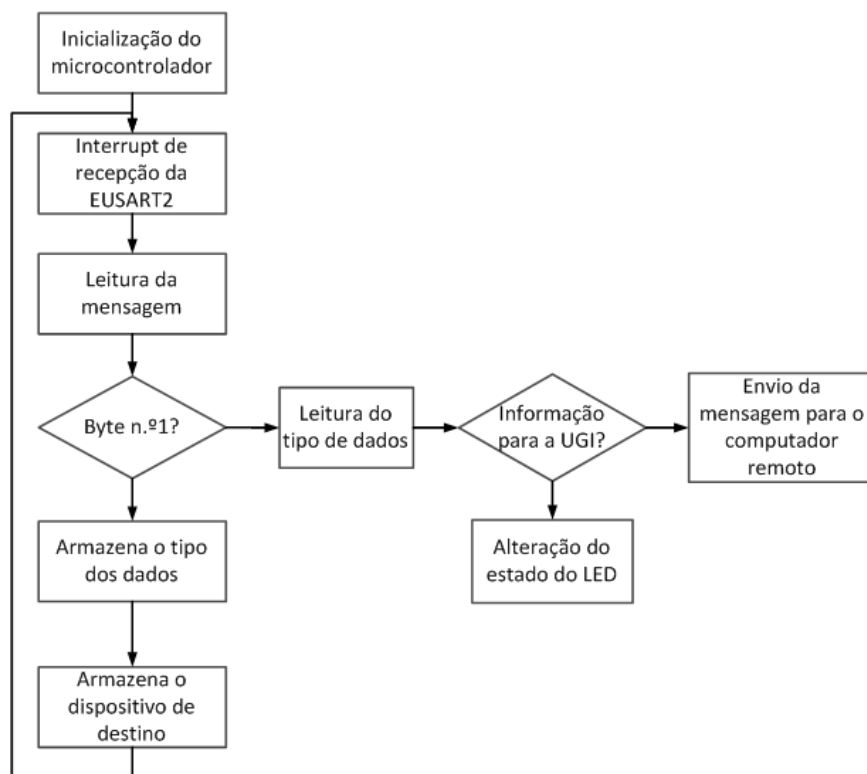 Inicialização do
microcontrolador
Interrupt de
recepção da
EUSART2
Leitura da
mensagem
Byte n.º1?
Leitura do
tipo de dados
Informação
para a UGI?
Envio da
mensagem para o
computador
remoto
Armazena o tipo
dos dados
Alteração do
estado do LED
Armazena o
dispositivo de
destino